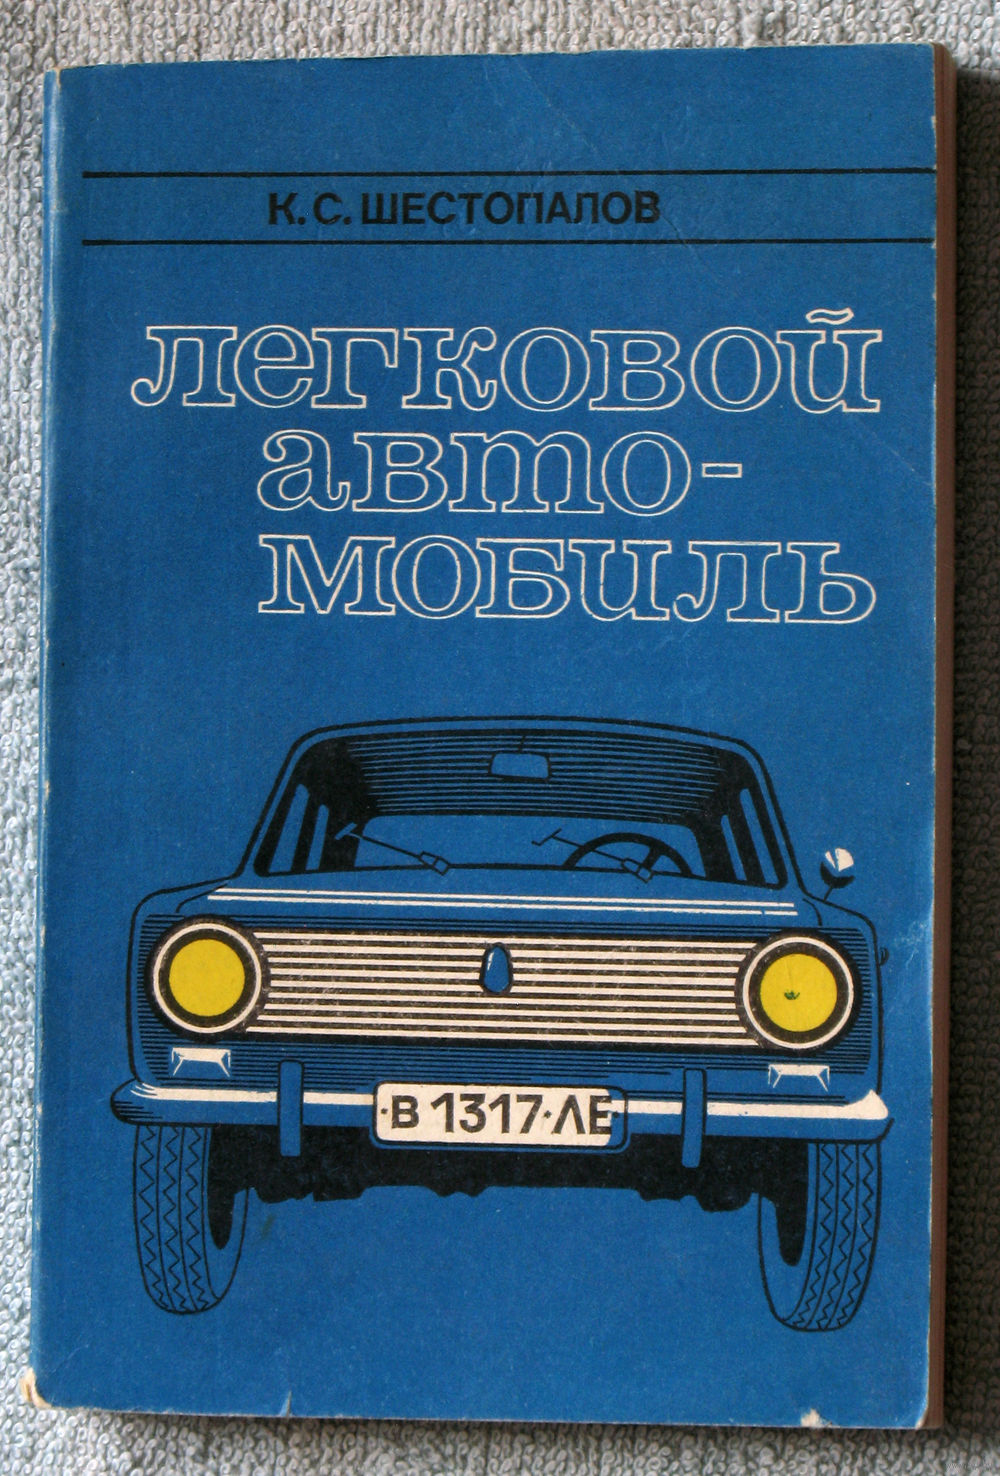 К. С. ШЕСТОПАЛОВ
легковой
авто-
мобиль
·В 1317·ЛЕ